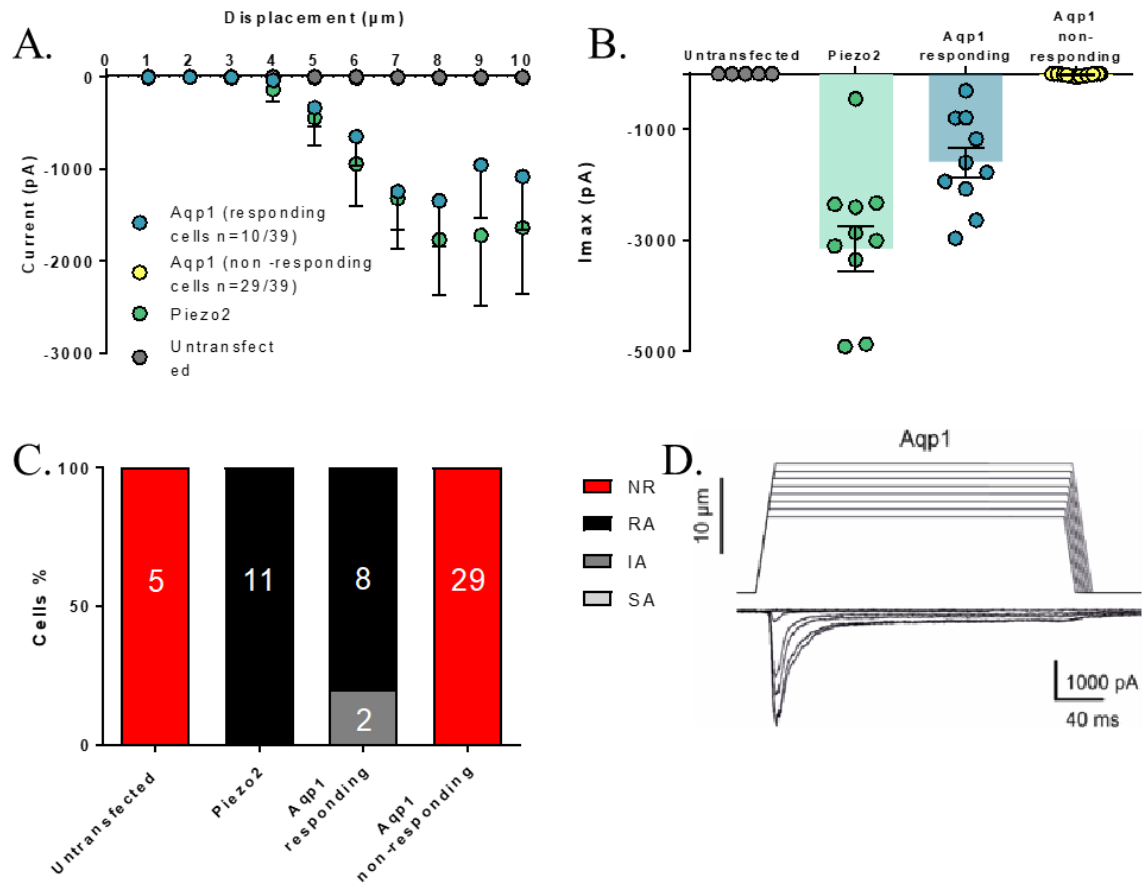 A.
Displacement (µm)
0 1 2 3 4 5 6 7 8 9 10
0
-1000
-2000
-3000
Current (pA)
Aqp1 (responding
cells n=10/39)
Aqp1 (non -responding
cells n=29/39)
Piezo2
Untransfect
ed
B.
Untransfected
Piezo2
Aqp1
responding
Aqp1
non-
responding
-1000
-3000
-5000
Imax (pA)
C.
100
50
0
Cells %
5
11
8
2
29
Untransfected
Piezo2
Aqp1
responding
Aqp1
non-responding
NR
RA
IA
SA
D.
Aqp1
10 µm
1000 pA
40 ms